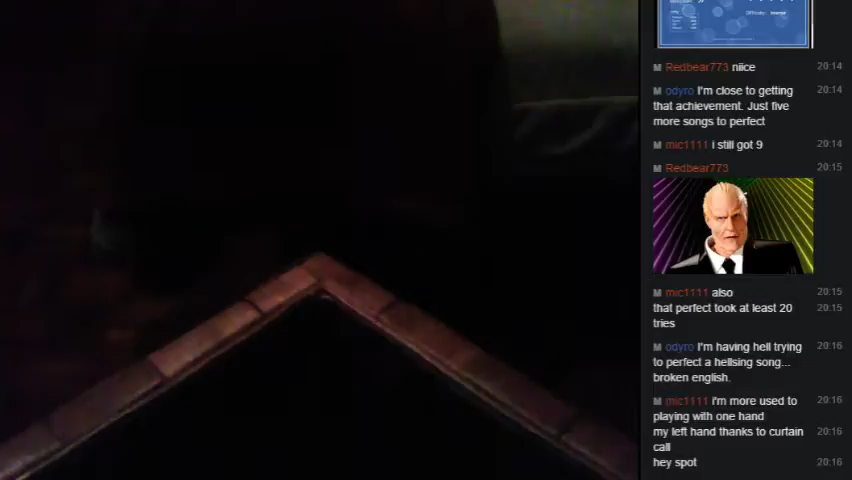 M Redbear773 niice 20:14
M odyro I'm close to getting 20:14
that achievement. Just five
more songs to perfect
M mic1111 i still got 9 20:14
Redbear773 20:15
M mic1111 also 20:15
that perfect took at least 20 20:15
tries
M odyro I'm having hell trying 20:16
to perfect a hellsing song...
broken english.
M mic1111 i'm more used to 20:16
playing with one hand
my left hand thanks to curtain 20:16
call
hey spot 20:16